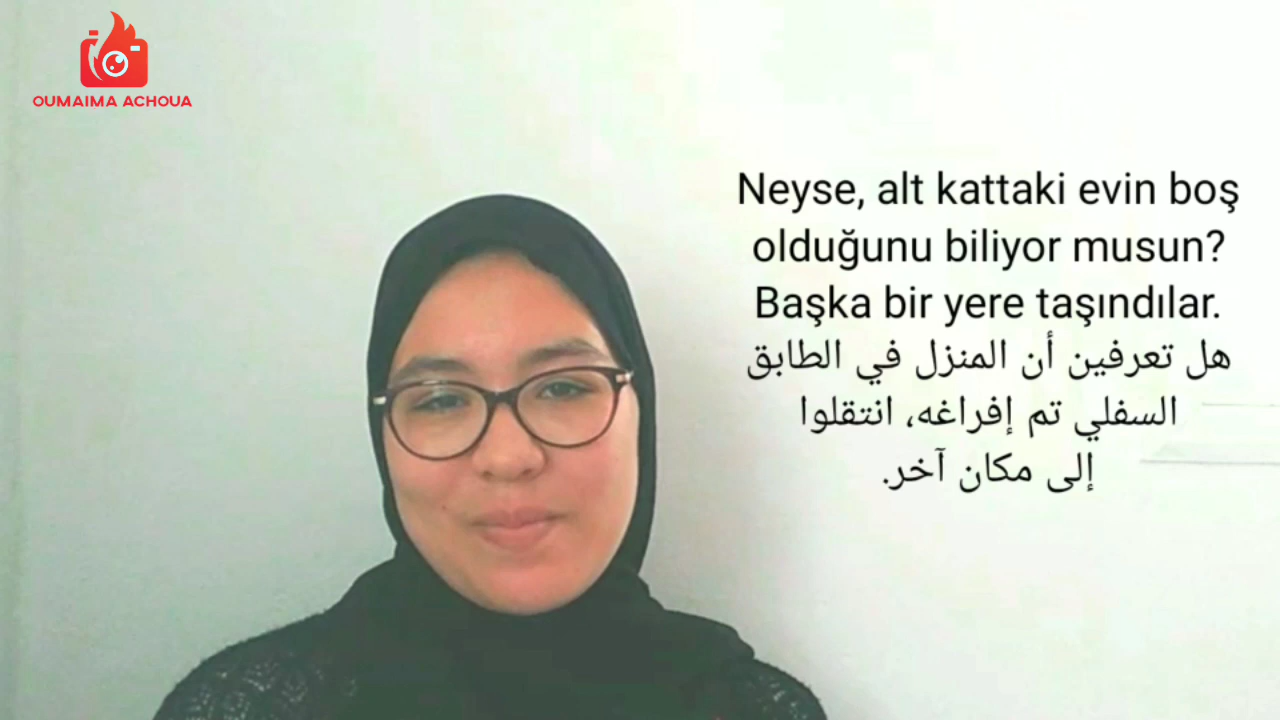 OUMAIMA ACHOUA
Neyse, alt kattaki evin boş
olduğunu biliyor musun?
Başka bir yere taşındılar.
هل تعرفين أن المنزل في الطابق
السفلي تم إفراغه، انتقلوا
إلى مكان آخر.